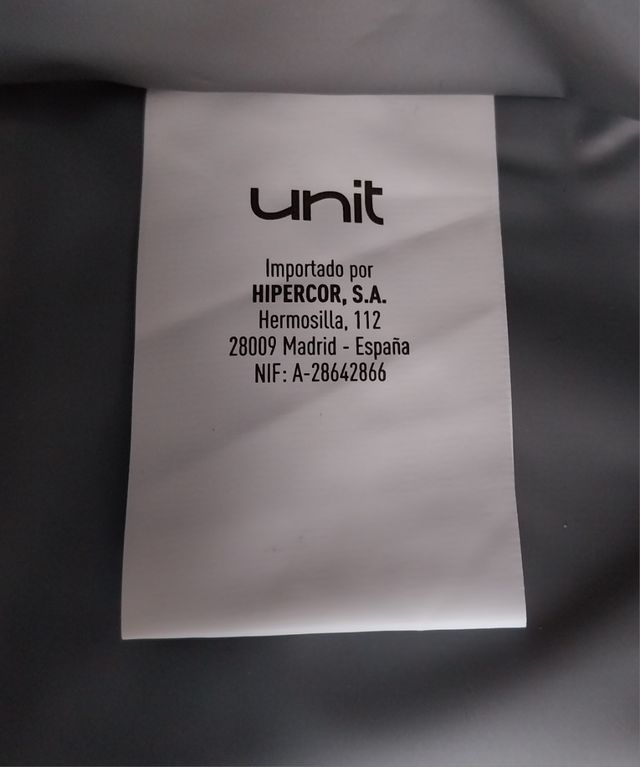 unit
Importado por
HIPERCOR, S.A.
Hermosilla, 112
28009 Madrid - España
NIF: A-28642866